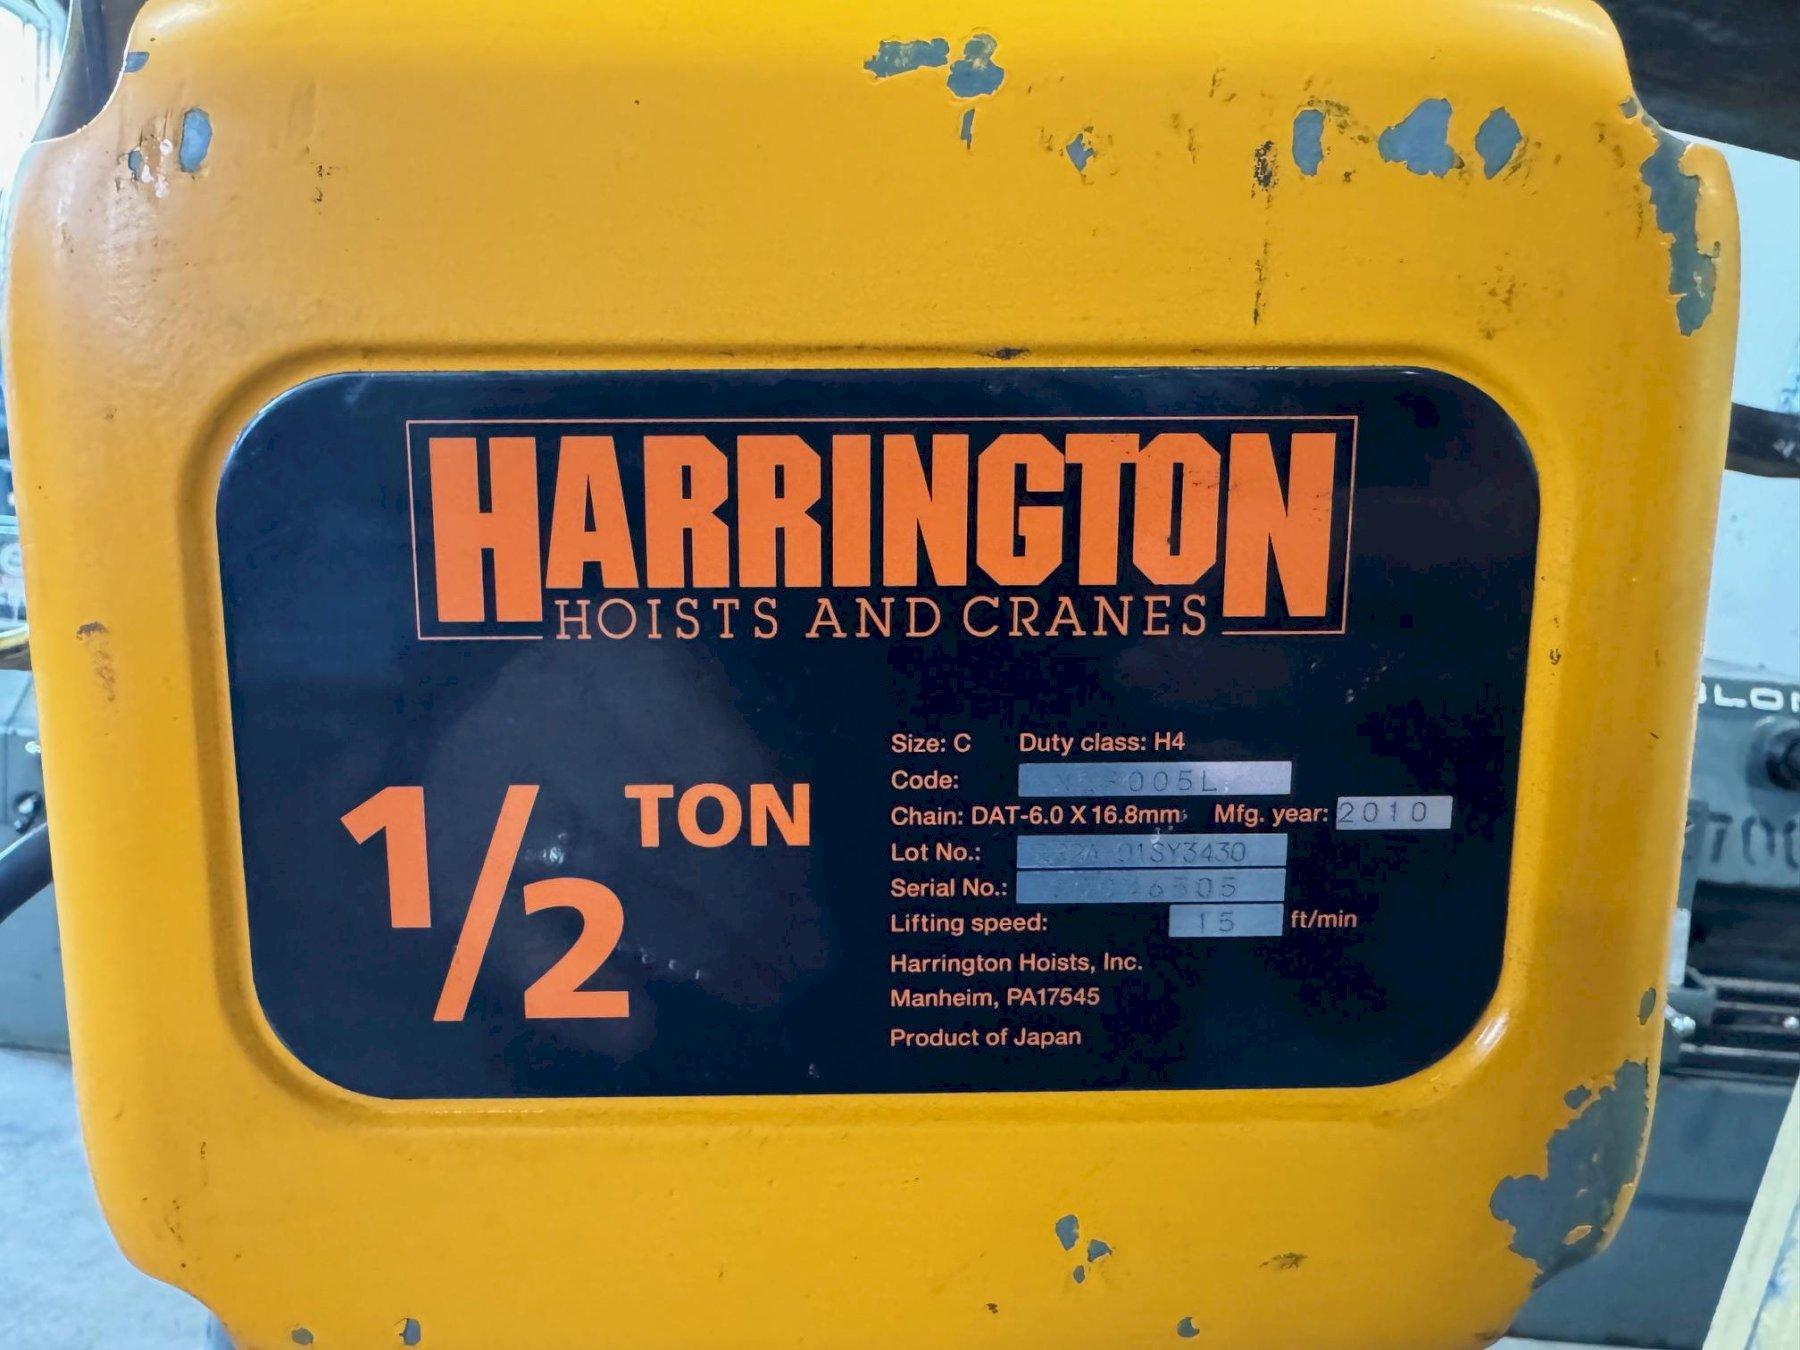 HARRINGTON
HOISTS AND CRANES
1/2 TON
Size: C Duty class: H4
Code:
Chain: DAT-6.0 X 16.8mm Mfg. year: 2010
Lot No.:
Serial No.:
Lifting speed: 15 ft/min
Harrington Hoists, Inc.
Manheim, PA17545
Product of Japan